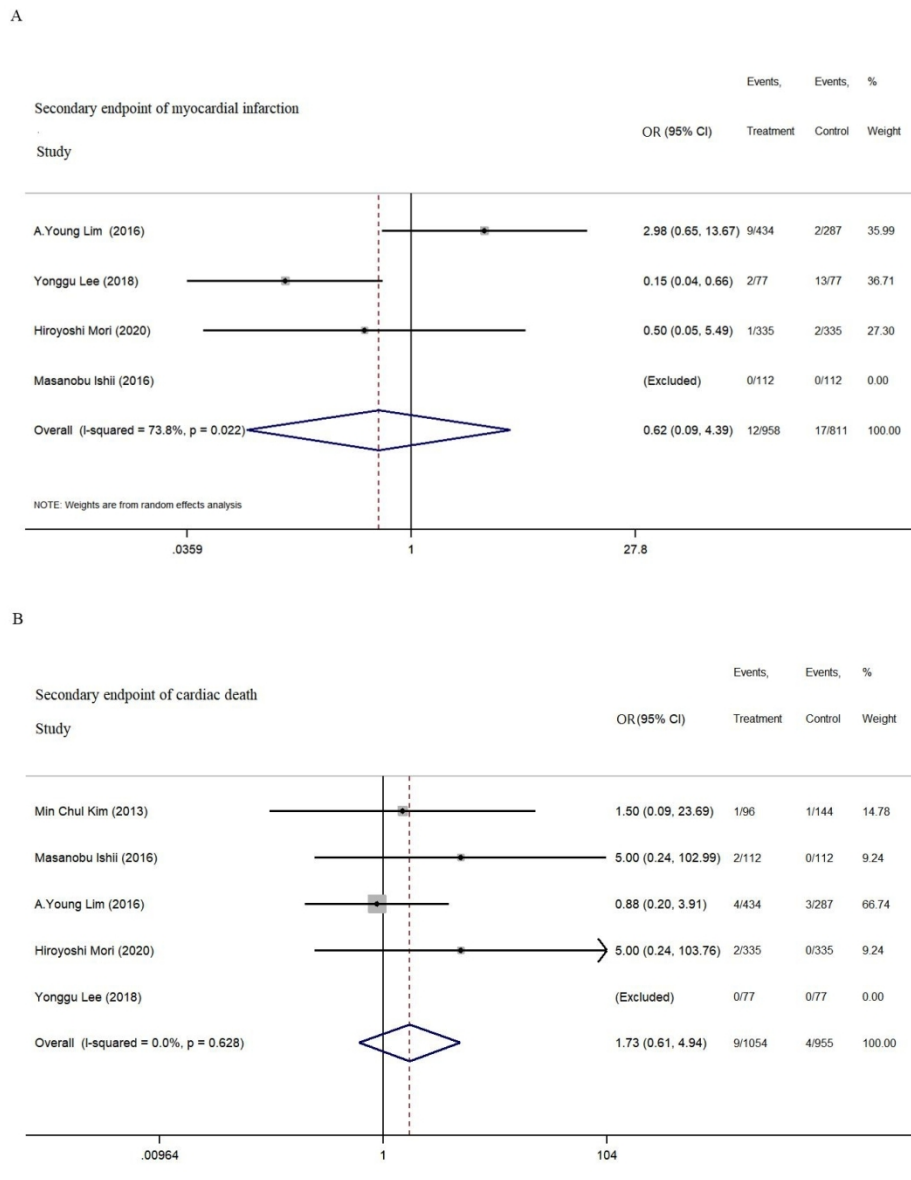 A
Events, Events, %
Secondary endpoint of myocardial infarction
OR (95% CI) Treatment Control Weight
Study
A.Young Lim (2016) 2.98 (0.65, 13.67) 9/434 2/287 35.99
Yonggu Lee (2018) 0.15 (0.04, 0.66) 2/77 13/77 36.71
Hiroyoshi Mori (2020) 0.50 (0.05, 5.49) 1/335 2/335 27.30
Masanobu Ishii (2016) (Excluded) 0/112 0/112 0.00
Overall (I-squared = 73.8%, p = 0.022) 0.62 (0.09, 4.39) 12/958 17/811 100.00
NOTE: Weights are from random effects analysis
.0359 1 27.8
B
Events, Events, %
Secondary endpoint of cardiac death
OR(95% CI) Treatment Control Weight
Study
Min Chul Kim (2013) 1.50 (0.09, 23.69) 1/96 1/144 14.78
Masanobu Ishii (2016) 5.00 (0.24, 102.99) 2/112 0/112 9.24
A.Young Lim (2016) 0.88 (0.20, 3.91) 4/434 3/287 66.74
Hiroyoshi Mori (2020) 5.00 (0.24, 103.76) 2/335 0/335 9.24
Yonggu Lee (2018) (Excluded) 0/77 0/77 0.00
Overall (I-squared = 0.0%, p = 0.628) 1.73 (0.61, 4.94) 9/1054 4/955 100.00
.00964 1 104